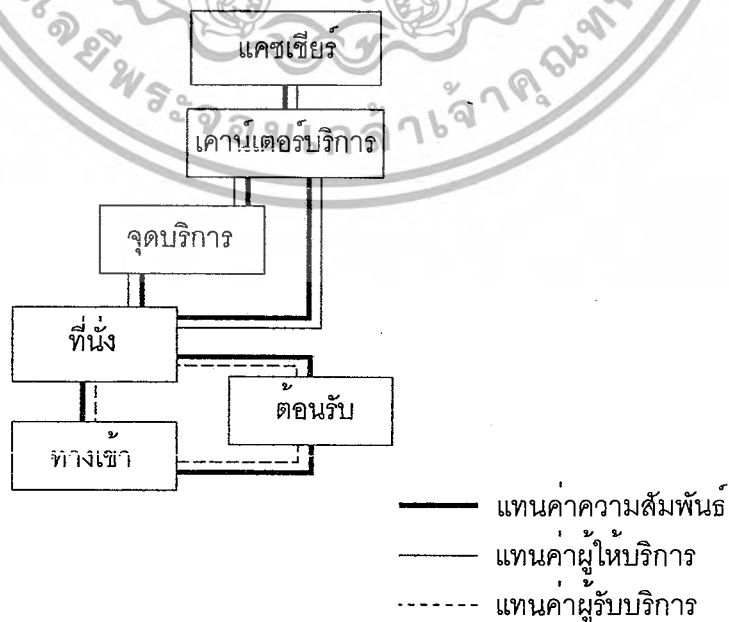 แคชเชียร์
เคาน์เตอร์บริการ
จุดบริการ
ที่นั่ง
ต้อนรับ
ทางเข้า
แทนค่าความสัมพันธ์
แทนค่าผู้ให้บริการ
แทนค่าผู้รับบริการ